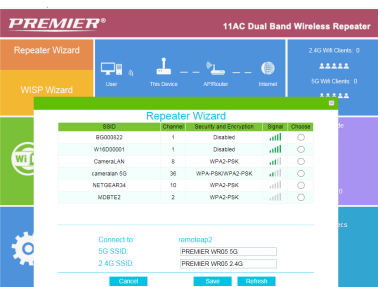 PREMIER®
11AC Dual Band Wireless Repeater
Repeater Wizard
WISP Wizard
User
This Device
AP/Router
Internet
2.4G Wifi Clients: 0
5G Wifi Clients: 0
Repeater Wizard
SSID Channel Security and Encryption Signal Choose
1 Disabled
W16D00001 1 Disabled
CameraLAN 8 WPA2-PSK
cameralan 5G 36 WPA-PSK/WPA2-PSK
NETGEAR34 10 WPA2-PSK
MDBTE2 2 WPA2-PSK
Connect to: remoteap2
5G SSID: PREMIER WR05 5G
2.4G SSID: PREMIER WR05 2.4G
Cancel Save Refresh